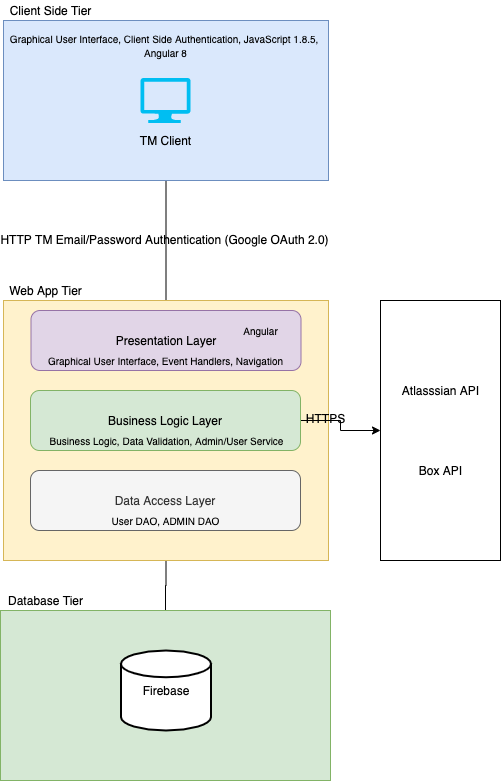 Client Side Tier
Graphical User Interface, Client Side Authentication, JavaScript 1.8.5,
Angular 8
TM Client
HTTP TM Email/Password Authentication (Google OAuth 2.0)
Web App Tier
Angular
Presentation Layer
Graphical User Interface, Event Handlers, Navigation
Business Logic Layer
Business Logic, Data Validation, Admin/User Service
HTTPS
Data Access Layer
User DAO, ADMIN DAO
Atlasssian API
Box API
Database Tier
Firebase